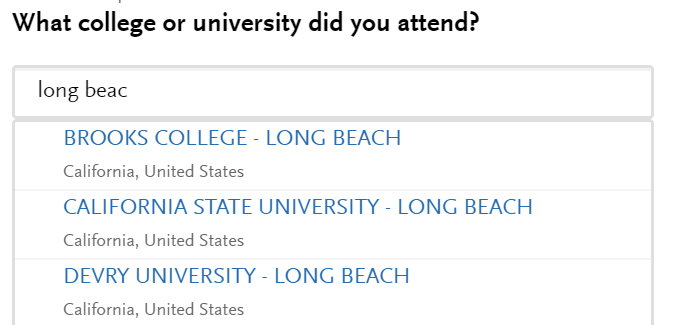 What college or university did you attend?
long beac
BROOKS COLLEGE - LONG BEACH
California, United States
CALIFORNIA STATE UNIVERSITY - LONG BEACH
California, United States
DEVRY UNIVERSITY - LONG BEACH
California, United States